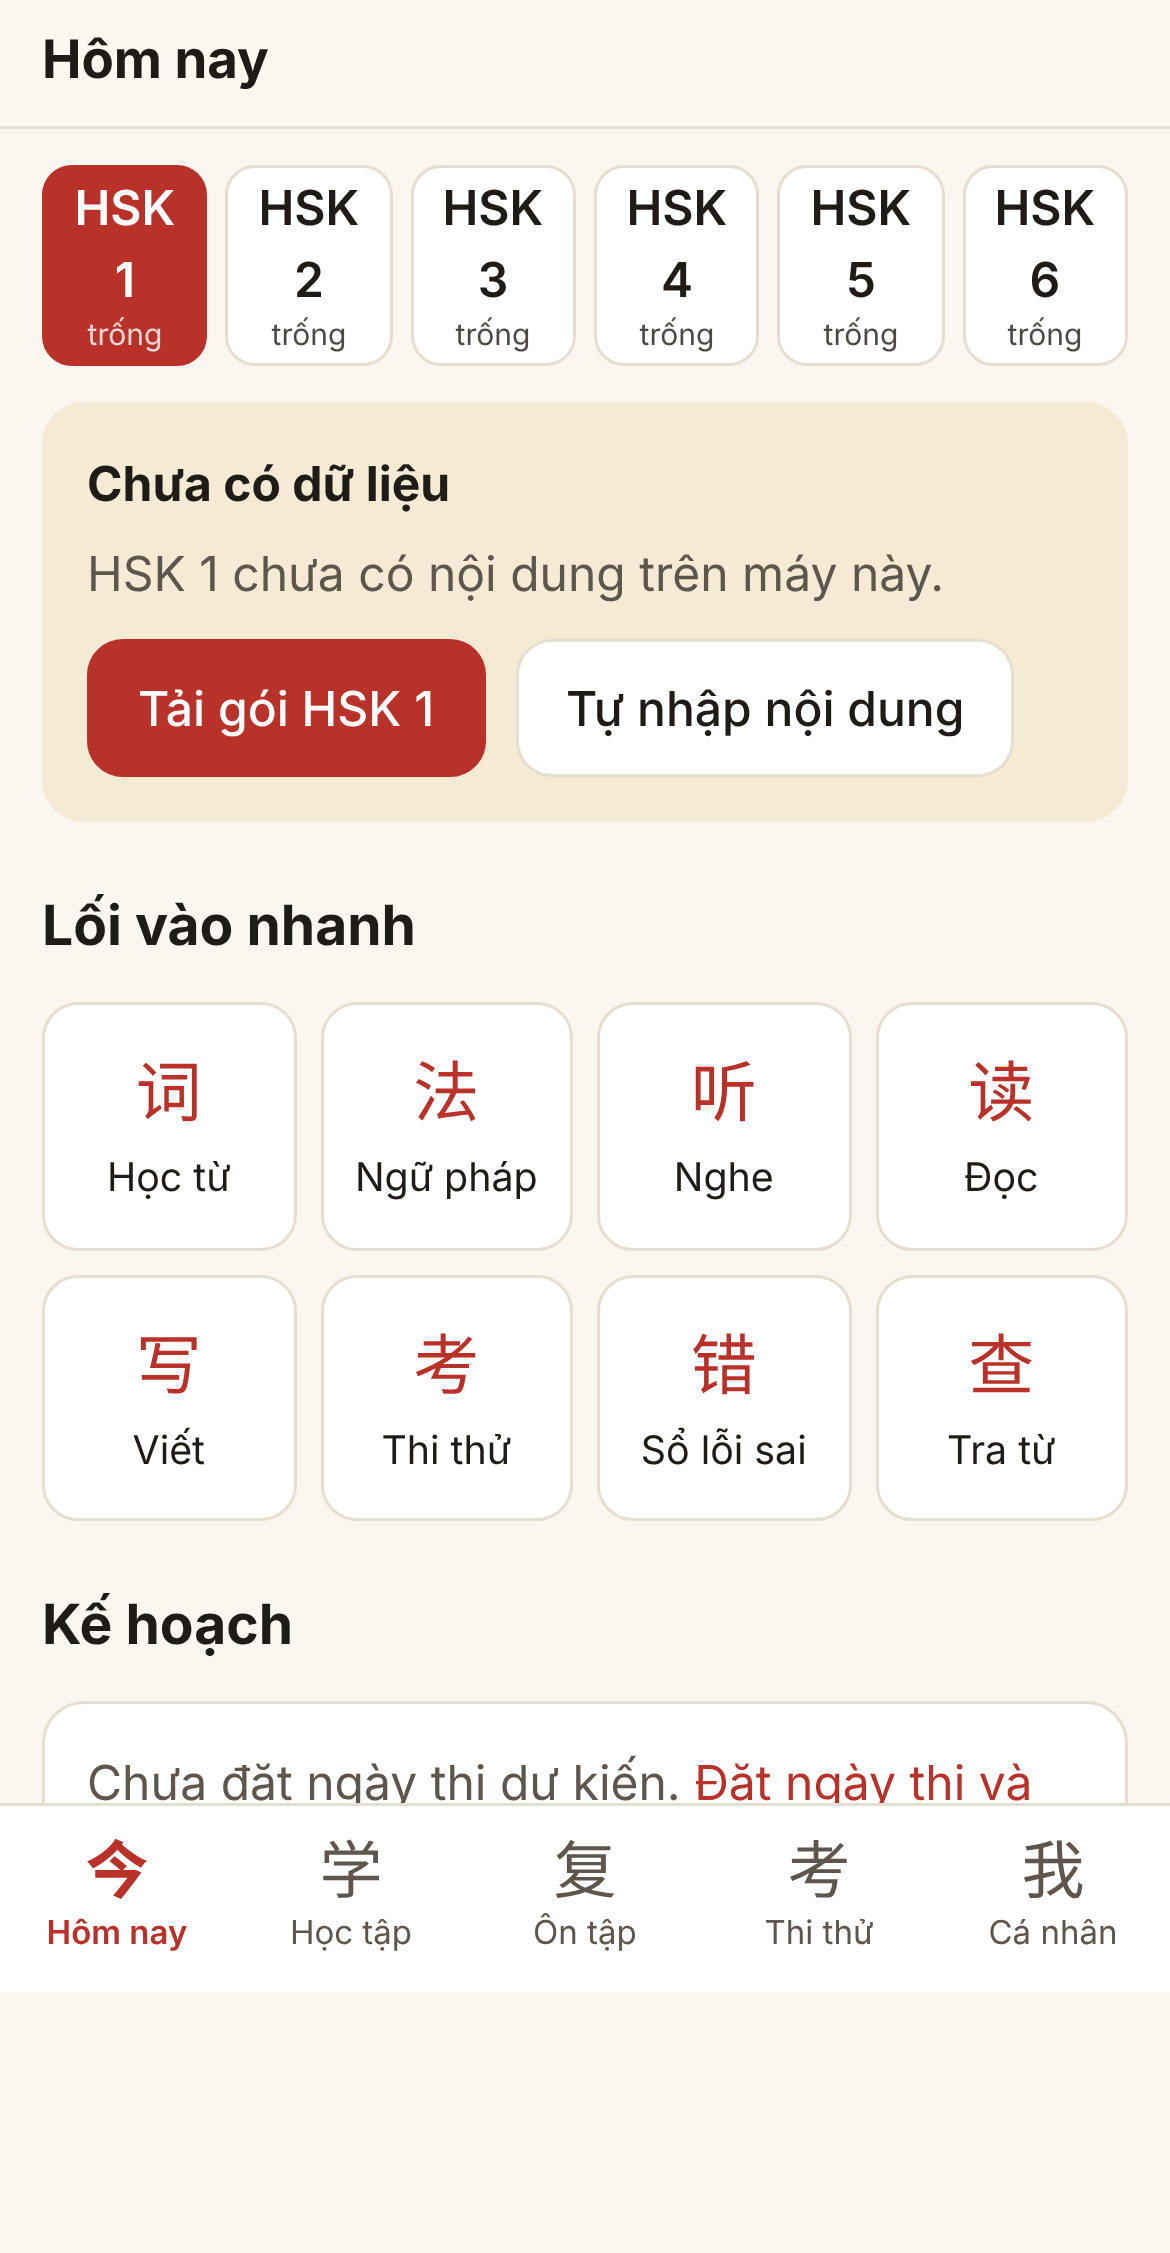 Hôm nay
HSK 1 trống
HSK 2 trống
HSK 3 trống
HSK 4 trống
HSK 5 trống
HSK 6 trống
Chưa có dữ liệu
HSK 1 chưa có nội dung trên máy này.
Tải gói HSK 1
Tự nhập nội dung
Lối vào nhanh
词
Học từ
法
Ngữ pháp
听
Nghe
读
Đọc
写
Viết
考
Thi thử
错
Sổ lỗi sai
查
Tra từ
Kế hoạch
Chưa đặt ngày thi dự kiến. Đặt ngày thi và
今
Hôm nay
学
Học tập
复
Ôn tập
考
Thi thử
我
Cá nhân